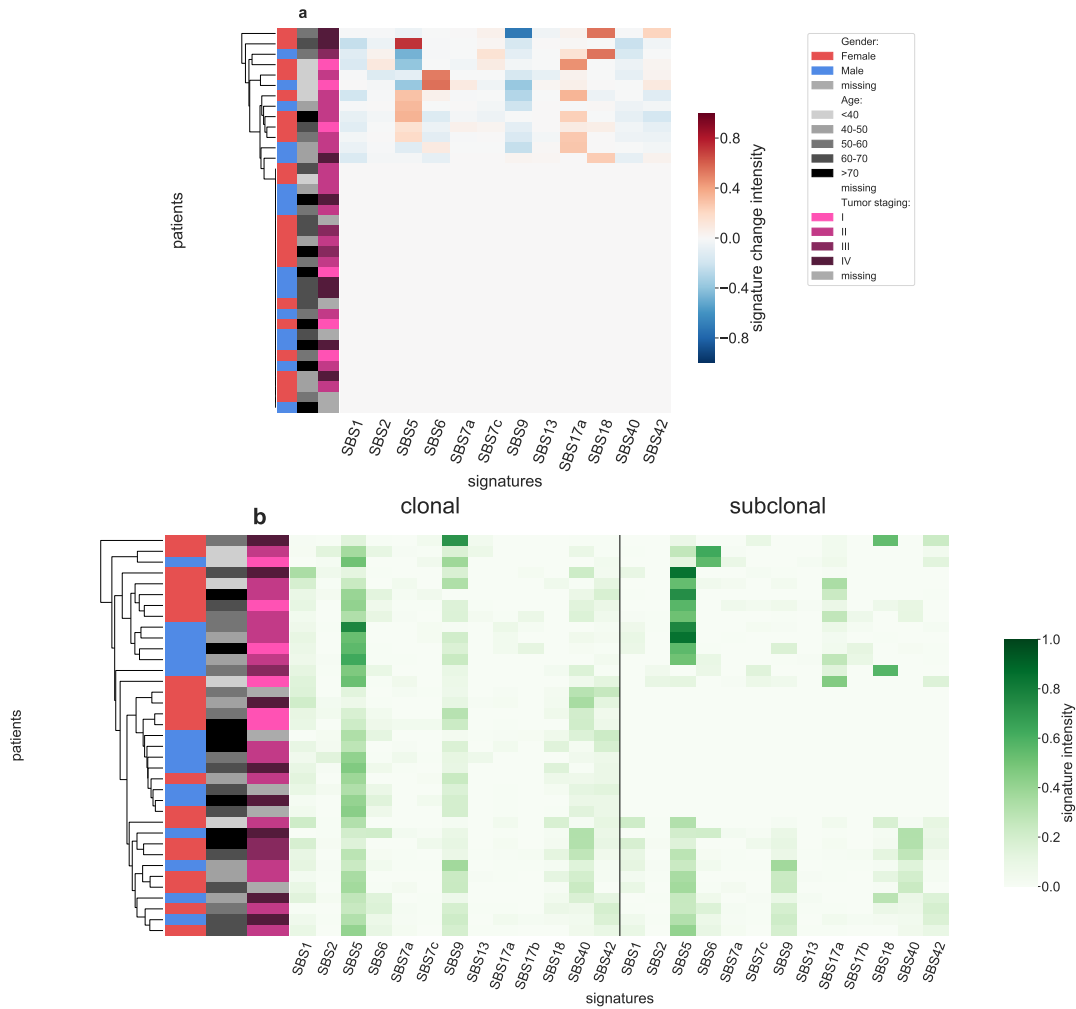 a
Gender:
Female
Male
missing
Age:
<40
40-50
50-60
60-70
>70
missing
Tumor staging:
I
II
III
IV
missing
0.8
0.4
0.0
−0.4
−0.8
signature change intensity
patients
SBS1
SBS2
SBS5
SBS6
SBS7a
SBS7c
SBS9
SBS13
SBS17a
SBS18
SBS40
SBS42
signatures
b
clonal
subclonal
patients
1.0
0.8
0.6
0.4
0.2
0.0
signature intensity
SBS1
SBS2
SBS5
SBS6
SBS7a
SBS7c
SBS9
SBS13
SBS17a
SBS17b
SBS18
SBS40
SBS42
SBS1
SBS2
SBS5
SBS6
SBS7a
SBS7c
SBS9
SBS13
SBS17a
SBS17b
SBS18
SBS40
SBS42
signatures